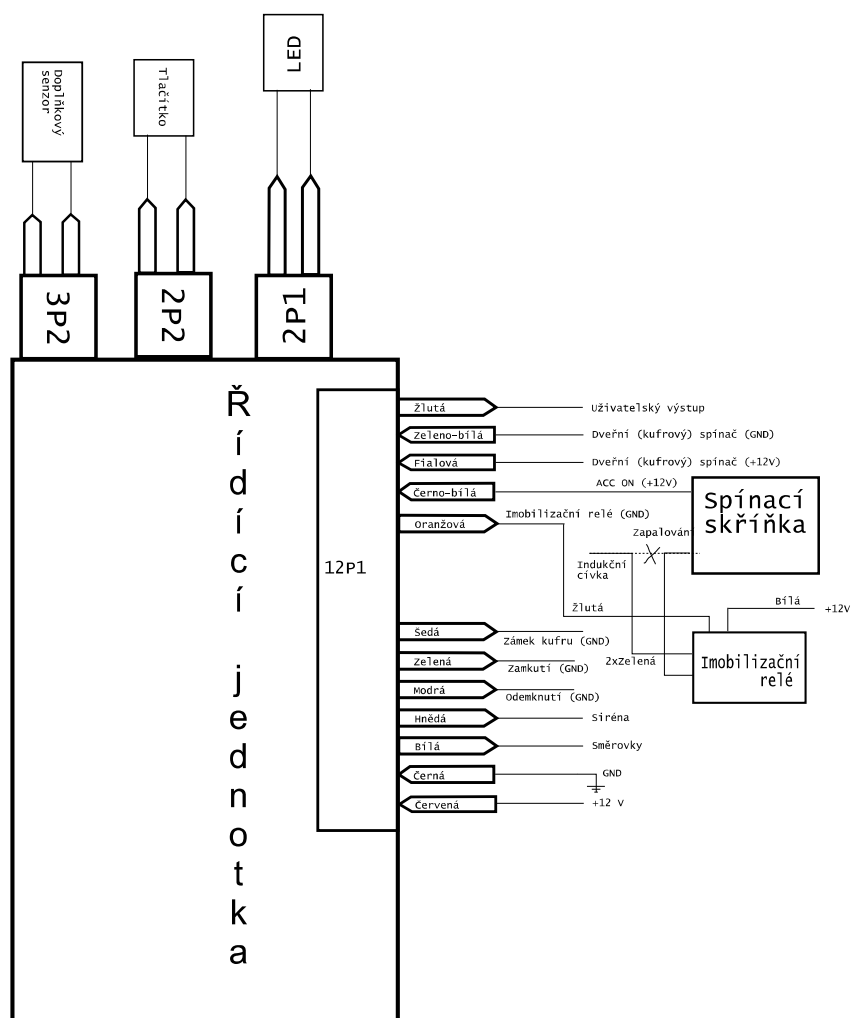 Doplňkový
senzor
Tlačítko
LED
3P2
2P2
2P1
Řídící jednotka
12P1
Žlutá
Uživatelský výstup
Zeleno-bílá
Dveřní (kufrový) spínač (GND)
Fialová
Dveřní (kufrový) spínač (+12V)
Černo-bílá
ACC ON (+12V)
Oranžová
Imobilizační relé (GND)
Spínací
skříňka
Zapalování
Indukční
cívka
Žlutá
Bílá
+12V
2xZelená
Imobilizační
relé
Šedá
Zámek kufru (GND)
Zelená
Zamkutí (GND)
Modrá
Odemknutí (GND)
Hnědá
Siréna
Bílá
Směrovky
Černá
GND
Červená
+12 V